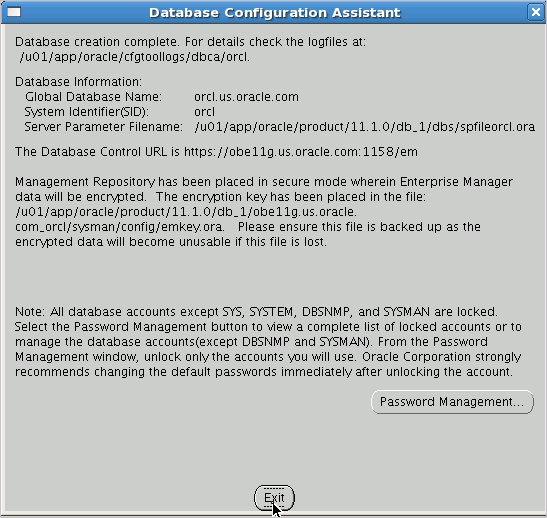 Database Configuration Assistant
Database creation complete. For details check the logfiles at:
/u01/app/oracle/cfgtoollogs/dbca/orcl.
Database Information:
Global Database Name: orcl.us.oracle.com
System Identifier(SID): orcl
Server Parameter Filename: /u01/app/oracle/product/11.1.0/db_1/dbs/spfileorcl.ora
The Database Control URL is https://obe11g.us.oracle.com:1158/em
Management Repository has been placed in secure mode wherein Enterprise Manager
data will be encrypted. The encryption key has been placed in the file:
/u01/app/oracle/product/11.1.0/db_1/obe11g.us.oracle.
com_orcl/sysman/config/emkey.ora. Please ensure this file is backed up as the
encrypted data will become unusable if this file is lost.
Note: All database accounts except SYS, SYSTEM, DBSNMP, and SYSMAN are locked.
Select the Password Management button to view a complete list of locked accounts or to
manage the database accounts(except DBSNMP and SYSMAN). From the Password
Management window, unlock only the accounts you will use. Oracle Corporation strongly
recommends changing the default passwords immediately after unlocking the account.
Password Management...
Exit